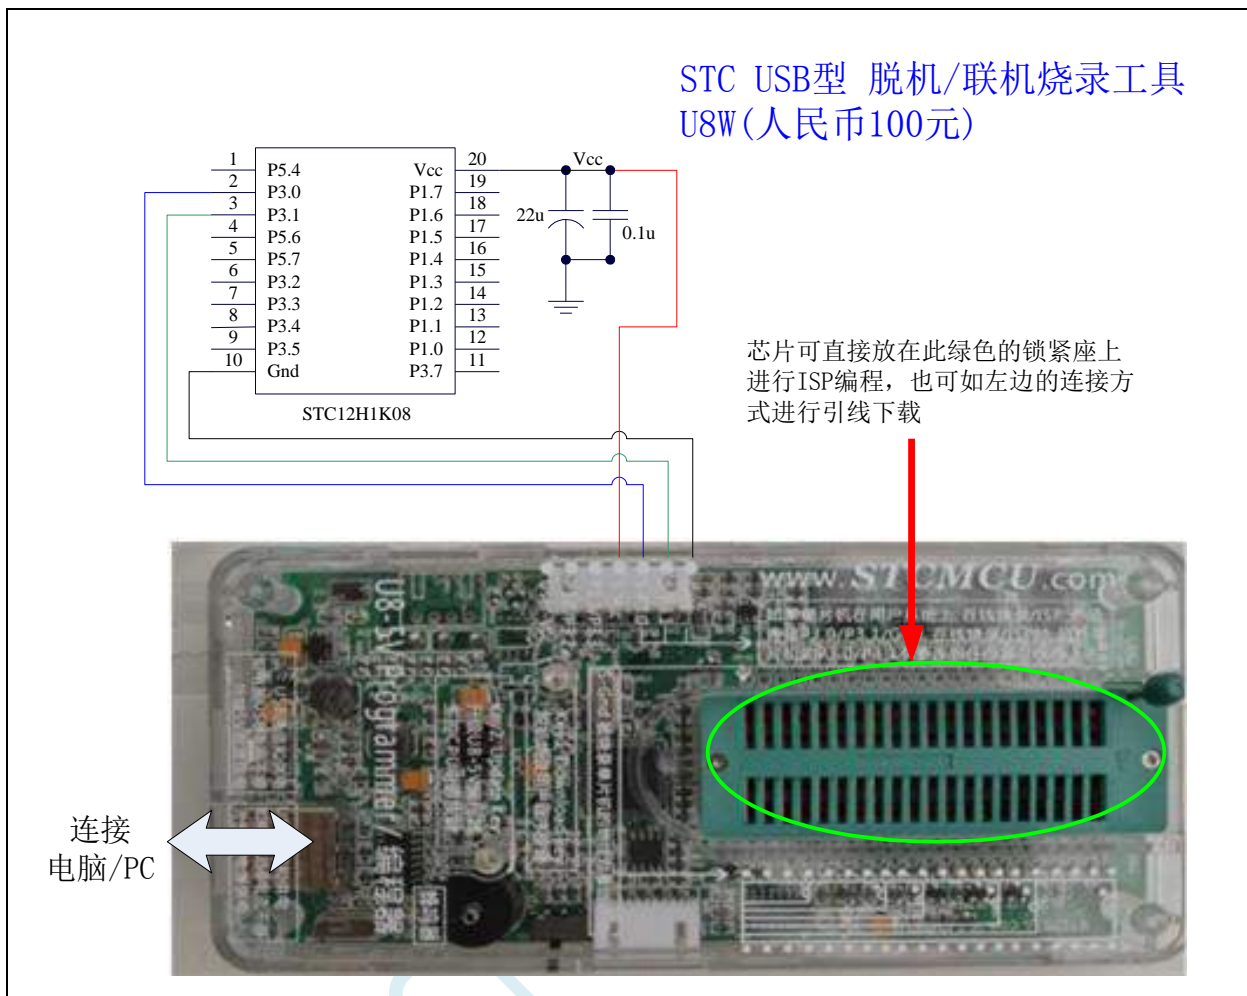 STC USB型 脱机/联机烧录工具
U8W(人民币100元)
1 P5.4 Vcc 20 Vcc
2 P3.0 P1.7 19
3 P3.1 P1.6 18
4 P5.6 P1.5 17
5 P5.7 P1.4 16
6 P3.2 P1.3 15
7 P3.3 P1.2 14
8 P3.4 P1.1 13
9 P3.5 P1.0 12
10 Gnd P3.7 11
22u
0.1u
STC12H1K08
芯片可直接放在此绿色的锁紧座上
进行ISP编程，也可如左边的连接方
式进行引线下载
www.STCMCU.com
U8-5V Programmer/
连接
电脑/PC